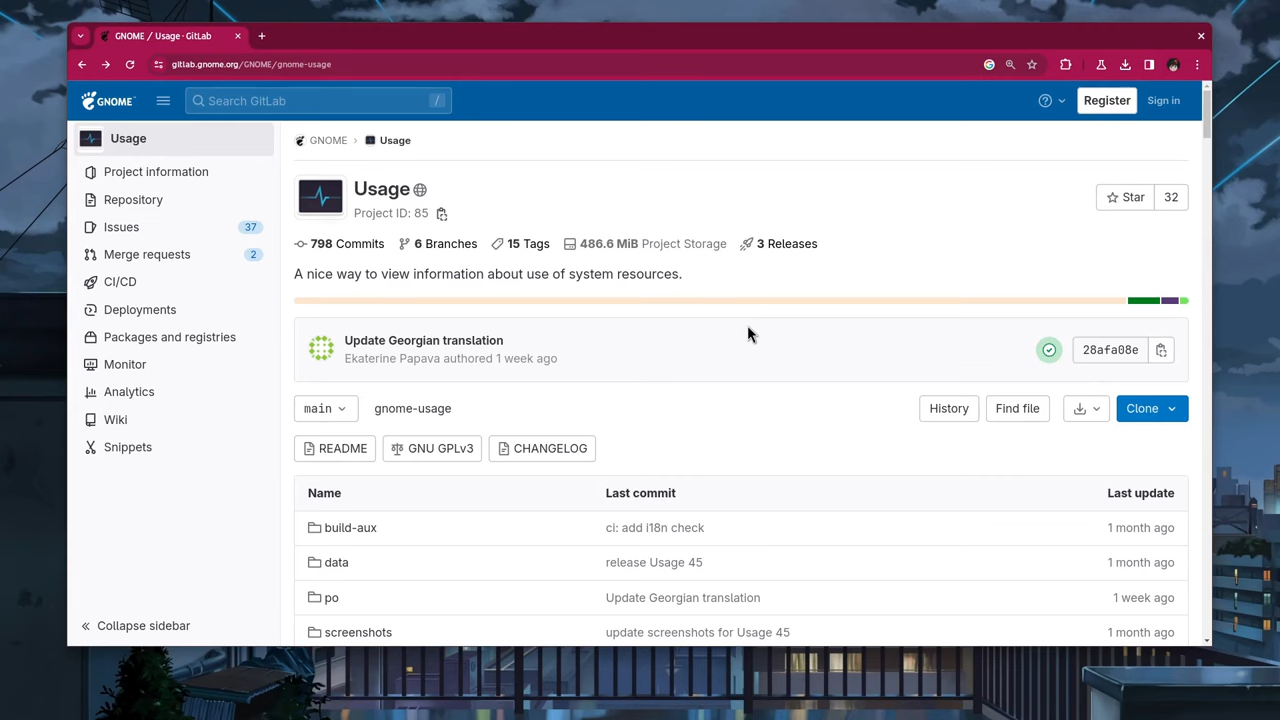 GNOME / Usage · GitLab
gitlab.gnome.org/GNOME/gnome-usage
GNOME
Search GitLab /
Register
Sign in
Usage
Project information
Repository
Issues 37
Merge requests 2
CI/CD
Deployments
Packages and registries
Monitor
Analytics
Wiki
Snippets
Collapse sidebar
GNOME › Usage
Usage
Project ID: 85
Star 32
798 Commits 6 Branches 15 Tags 486.6 MiB Project Storage 3 Releases
A nice way to view information about use of system resources.
Update Georgian translation
Ekaterine Papava authored 1 week ago
28afa08e
main gnome-usage History Find file Clone
README GNU GPLv3 CHANGELOG
Name Last commit Last update
build-aux ci: add i18n check 1 month ago
data release Usage 45 1 month ago
po Update Georgian translation 1 week ago
screenshots update screenshots for Usage 45 1 month ago